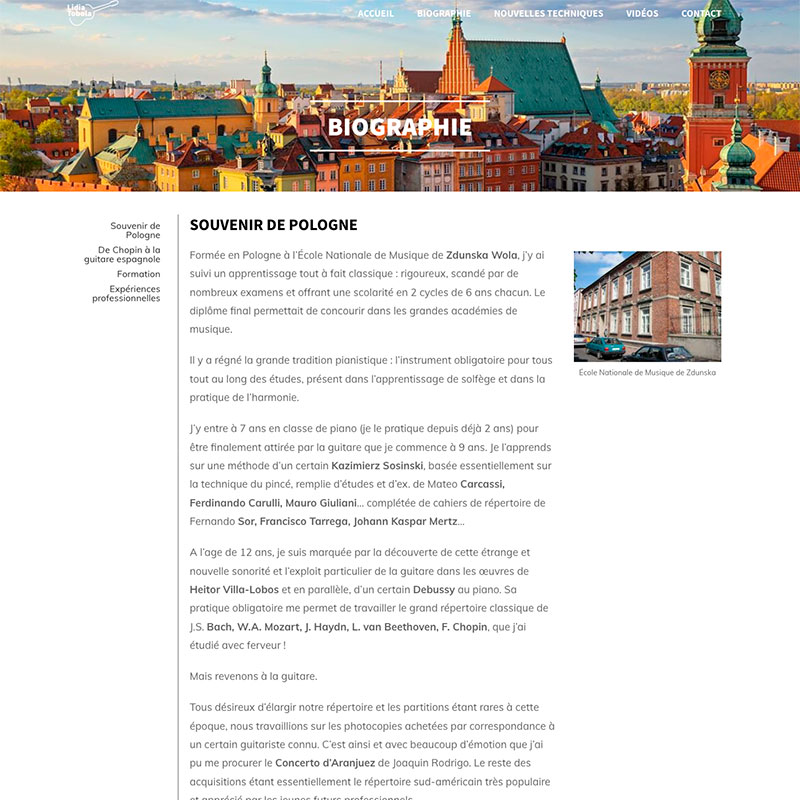 Lidia
Tobola
ACCUEIL BIOGRAPHIE NOUVELLES TECHNIQUES VIDÉOS CONTACT
BIOGRAPHIE
Souvenir de
Pologne
De Chopin à la
guitare espagnole
Formation
Expériences
professionnelles
SOUVENIR DE POLOGNE
Formée en Pologne à l'École Nationale de Musique de Zdunska Wola, j'y ai
suivi un apprentissage tout à fait classique : rigoureux, scandé par de
nombreux examens et offrant une scolarité en 2 cycles de 6 ans chacun. Le
diplôme final permettait de concourir dans les grandes académies de
musique.
Il y a régné la grande tradition pianistique : l'instrument obligatoire pour tous
tout au long des études, présent dans l'apprentissage de solfège et dans la
pratique de l'harmonie.
J'y entre à 7 ans en classe de piano (je le pratique depuis déjà 2 ans) pour
être finalement attirée par la guitare que je commence à 9 ans. Je l'apprends
sur une méthode d'un certain Kazimierz Sosinski, basée essentiellement sur
la technique du pincé, remplie d'études et d'ex. de Mateo Carcassi,
Ferdinando Carulli, Mauro Giuliani... complétée de cahiers de répertoire de
Fernando Sor, Francisco Tarrega, Johann Kaspar Mertz...
A l'age de 12 ans, je suis marquée par la découverte de cette étrange et
nouvelle sonorité et l'exploit particulier de la guitare dans les œuvres de
Heitor Villa-Lobos et en parallèle, d'un certain Debussy au piano. Sa
pratique obligatoire me permet de travailler le grand répertoire classique de
J.S. Bach, W.A. Mozart, J. Haydn, L. van Beethoven, F. Chopin, que j'ai
étudié avec ferveur !
Mais revenons à la guitare.
Tous désireux d'élargir notre répertoire et les partitions étant rares à cette
époque, nous travaillions sur les photocopies achetées par correspondance à
un certain guitariste connu. C'est ainsi et avec beaucoup d'émotion que j'ai
pu me procurer le Concerto d'Aranjuez de Joaquin Rodrigo. Le reste des
acquisitions étant essentiellement le répertoire sud-américain très populaire
et apprécié par les jeunes futurs professionnels.
École Nationale de Musique de Zdunska